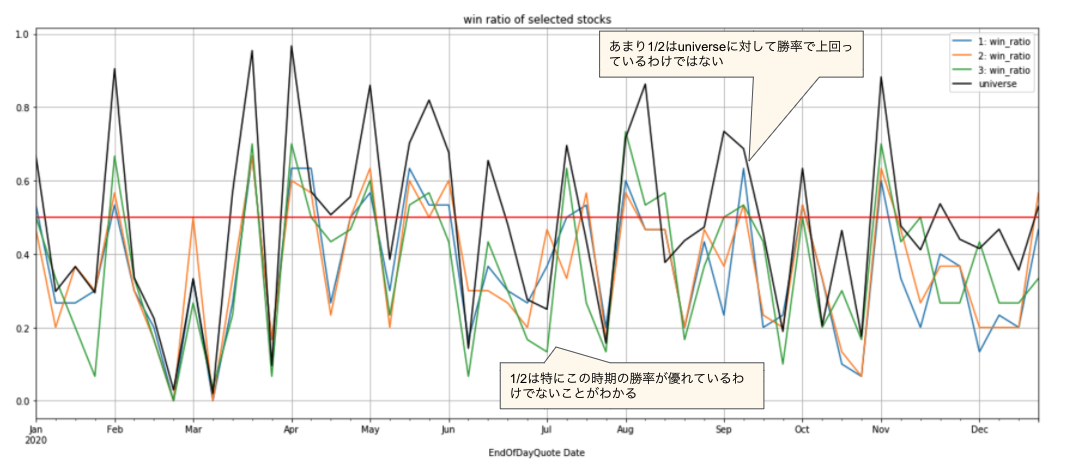 win ratio of selected stocks
1.0
0.8
0.6
0.4
0.2
0.0
あまり1/2はuniverseに対して勝率で上回っ
ているわけではない
1: win_ratio
2: win_ratio
3: win_ratio
universe
1/2は特にこの時期の勝率が優れているわ
けでないことがわかる
Jan Feb Mar Apr May Jun Jul Aug Sep Oct Nov Dec
2020
EndOfDayQuote Date